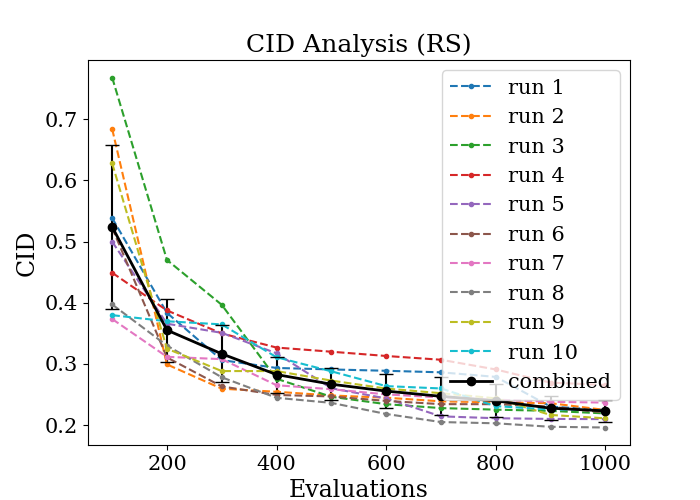 CID Analysis (RS)
CID
0.7
0.6
0.5
0.4
0.3
0.2
run 1
run 2
run 3
run 4
run 5
run 6
run 7
run 8
run 9
run 10
combined
200 400 600 800 1000
Evaluations